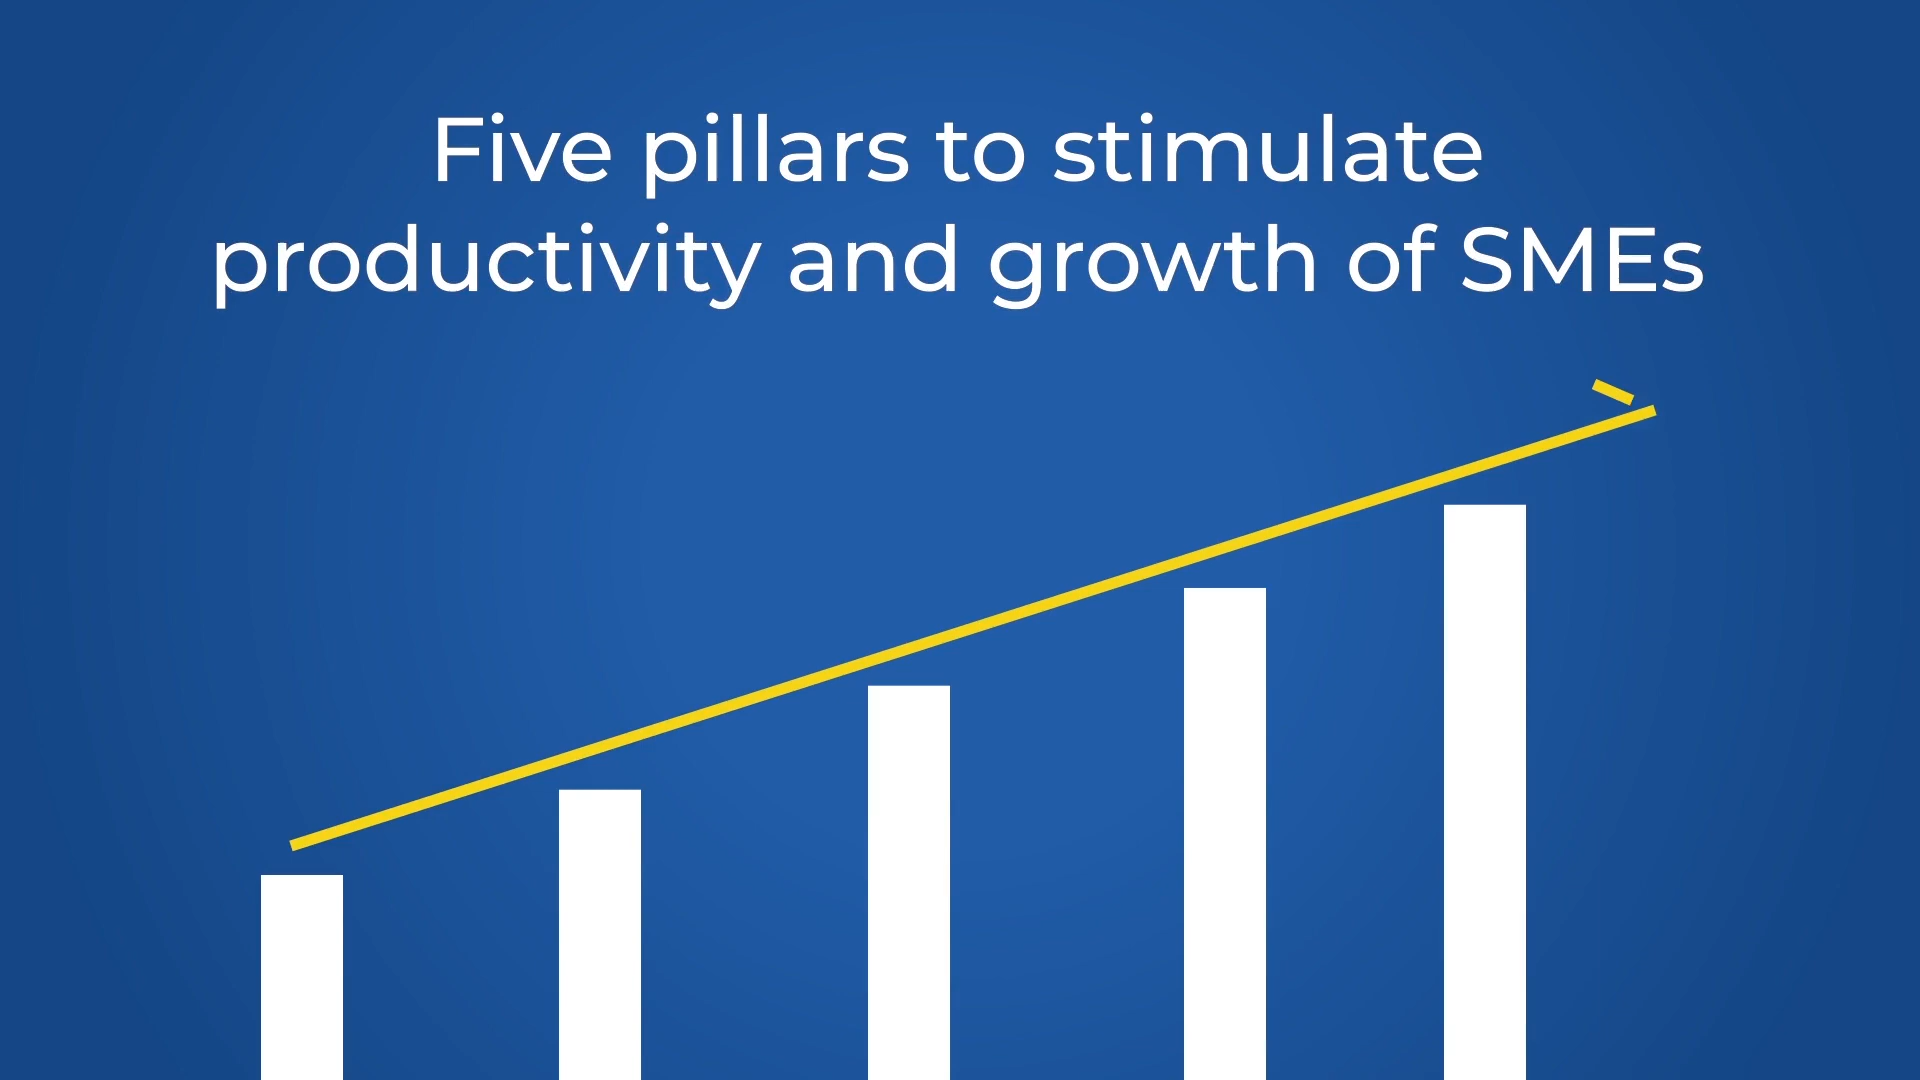 Five pillars to stimulate
productivity and growth of SMEs